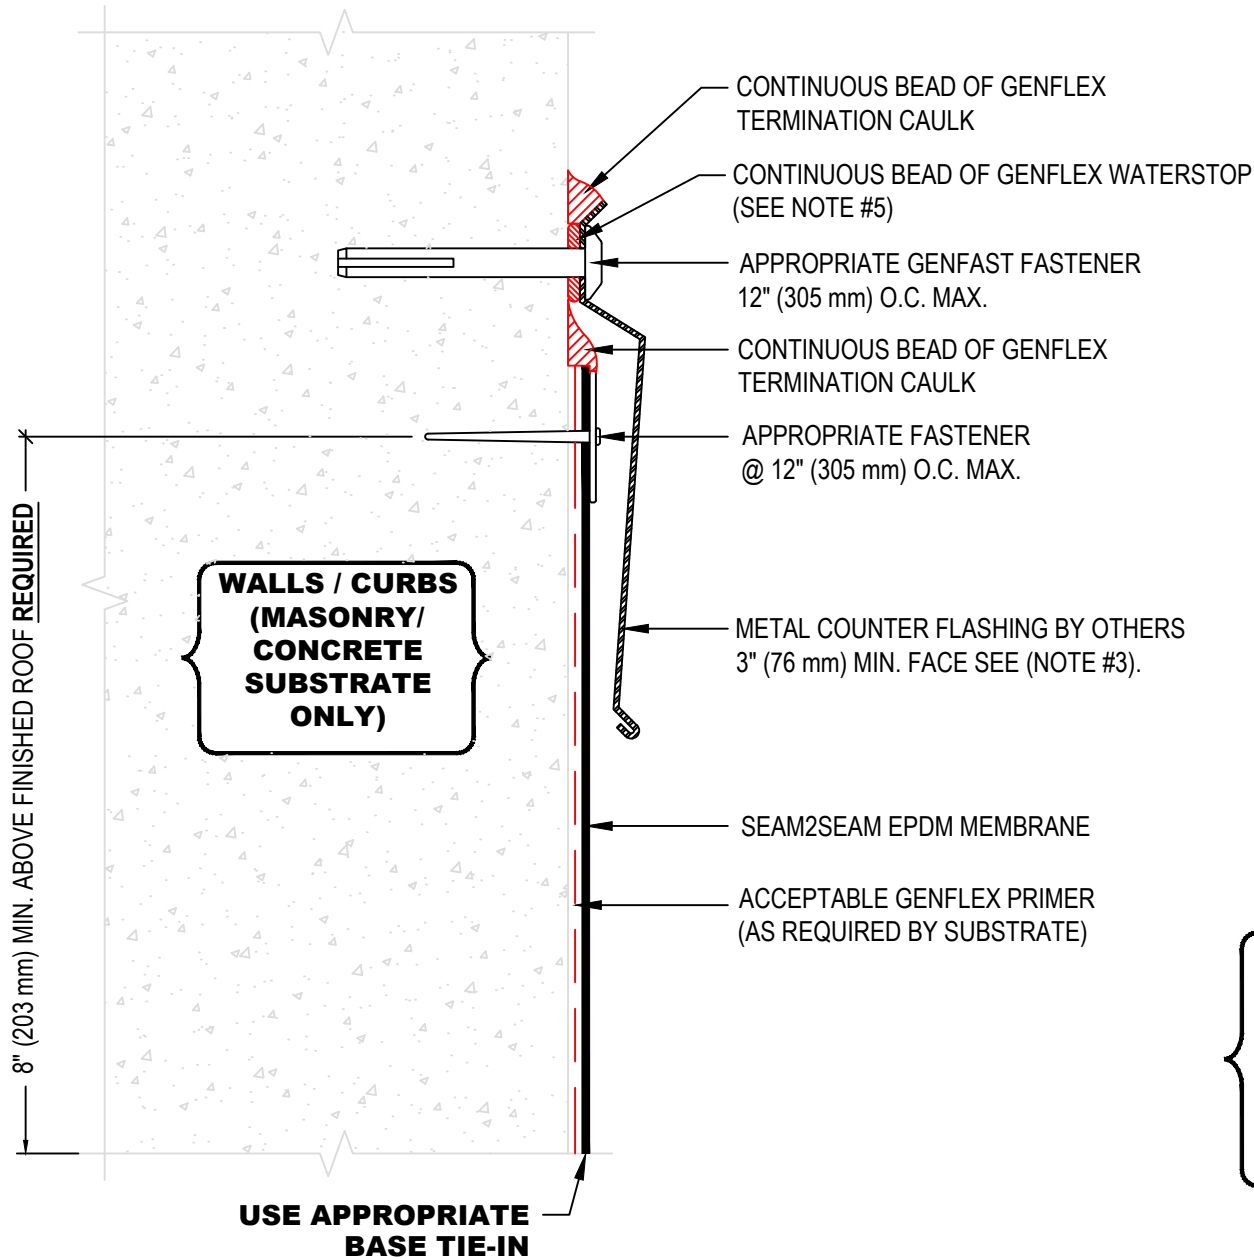 CONTINUOUS BEAD OF GENFLEX
TERMINATION CAULK
CONTINUOUS BEAD OF GENFLEX WATERSTOP
(SEE NOTE #5)
APPROPRIATE GENFAST FASTENER
12" (305 mm) O.C. MAX.
CONTINUOUS BEAD OF GENFLEX
TERMINATION CAULK
APPROPRIATE FASTENER
@ 12" (305 mm) O.C. MAX.
8" (203 mm) MIN. ABOVE FINISHED ROOF REQUIRED
WALLS / CURBS
(MASONRY/
CONCRETE
SUBSTRATE
ONLY)
METAL COUNTER FLASHING BY OTHERS
3" (76 mm) MIN. FACE SEE (NOTE #3).
SEAM2SEAM EPDM MEMBRANE
ACCEPTABLE GENFLEX PRIMER
(AS REQUIRED BY SUBSTRATE)
USE APPROPRIATE
BASE TIE-IN